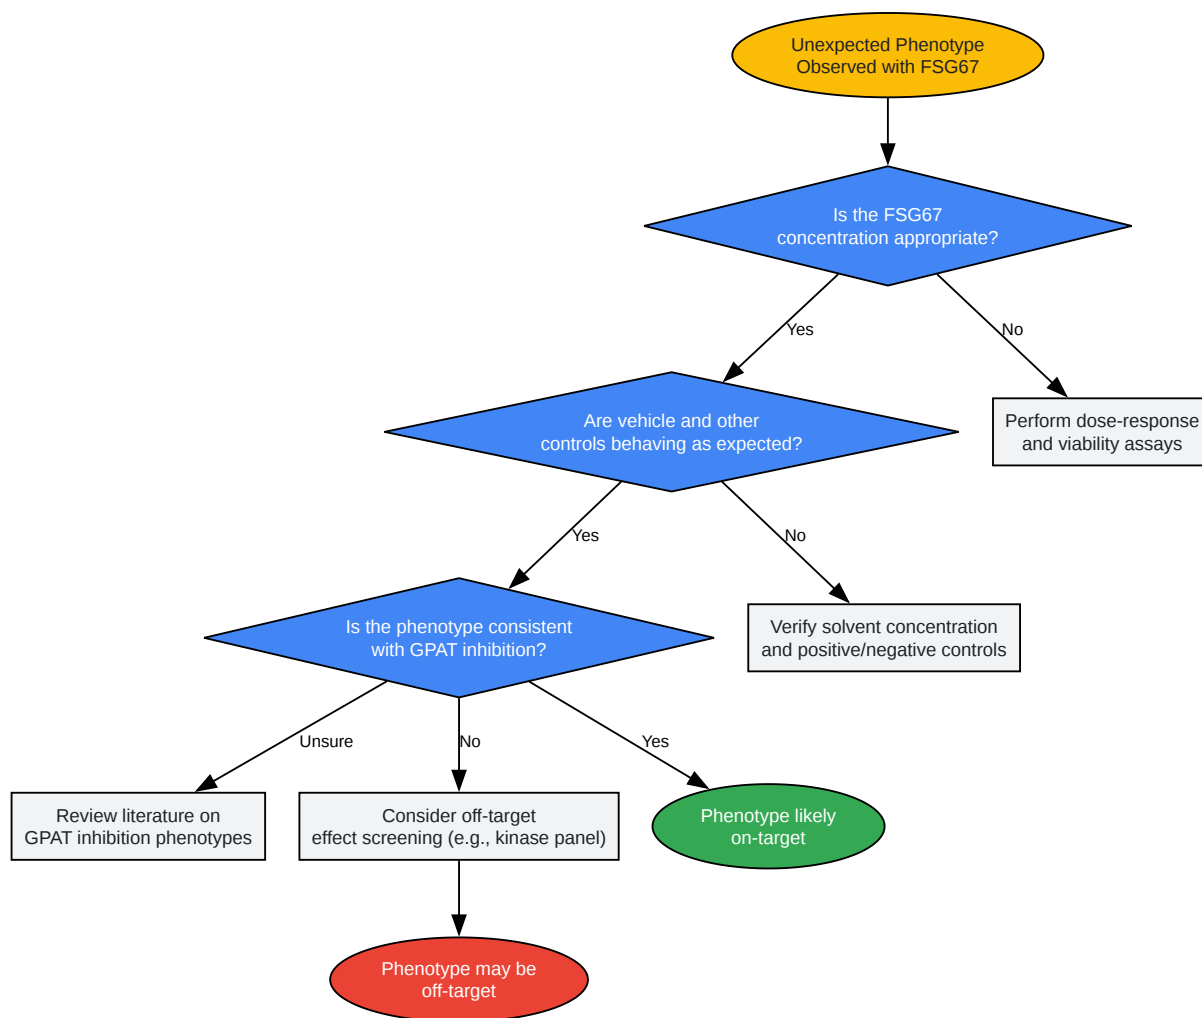 Unexpected Phenotype
Observed with FSG67
Is the FSG67
concentration appropriate?
Yes
No
Are vehicle and other
controls behaving as expected?
Perform dose-response
and viability assays
Yes
No
Is the phenotype consistent
with GPAT inhibition?
Verify solvent concentration
and positive/negative controls
Unsure
No
Yes
Review literature on
GPAT inhibition phenotypes
Consider off-target
effect screening (e.g., kinase panel)
Phenotype likely
on-target
Phenotype may be
off-target